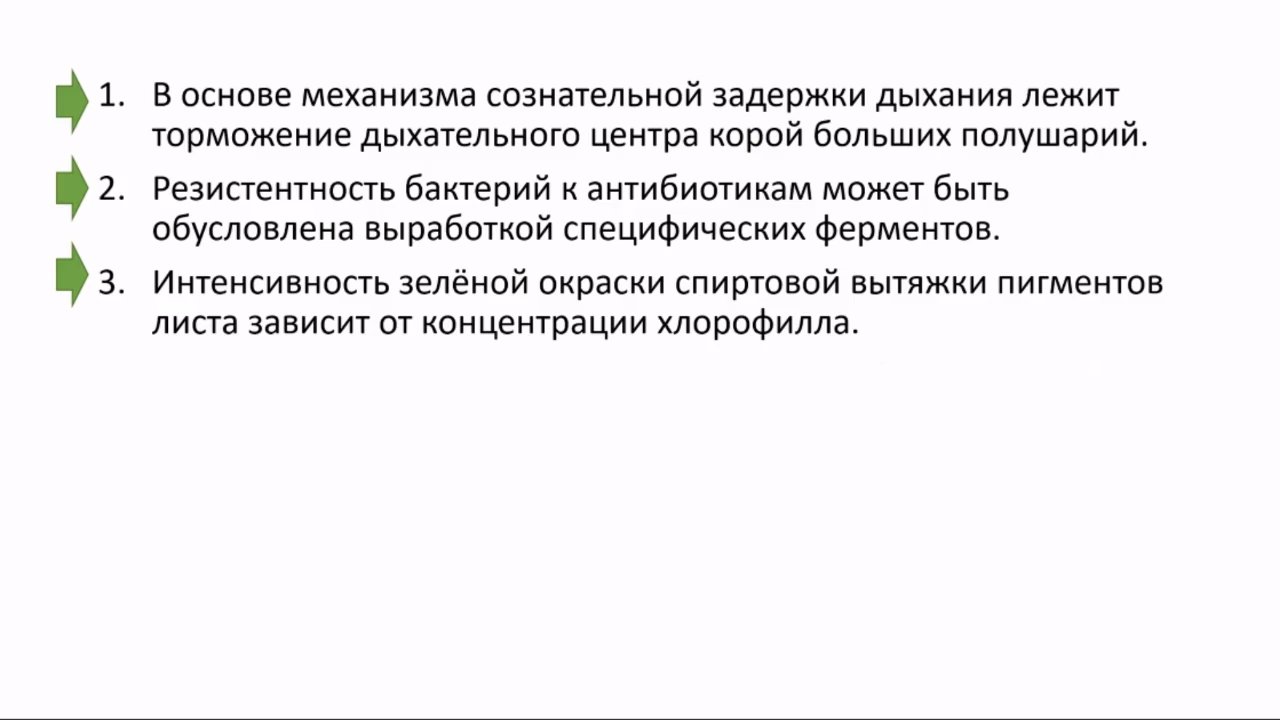 1. В основе механизма сознательной задержки дыхания лежит
торможение дыхательного центра корой больших полушарий.
2. Резистентность бактерий к антибиотикам может быть
обусловлена выработкой специфических ферментов.
3. Интенсивность зелёной окраски спиртовой вытяжки пигментов
листа зависит от концентрации хлорофилла.